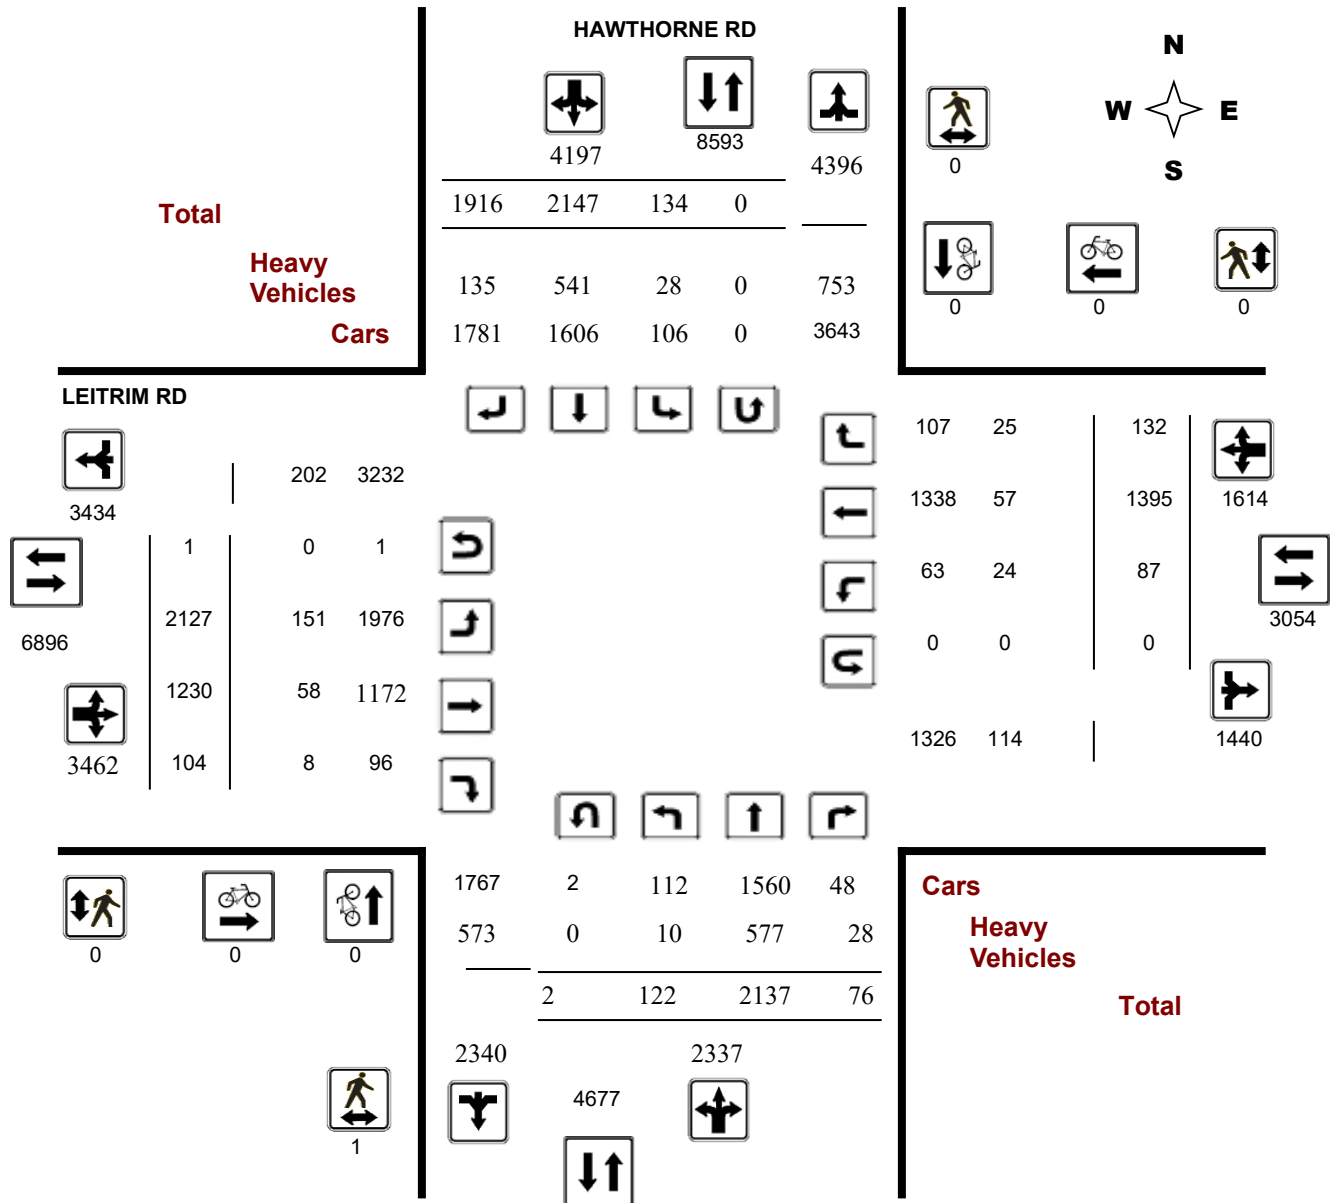 HAWTHORNE RD
N
W E
S
8593
4197
4396
0
1916 2147 134 0
Total
Heavy
Vehicles
135 541 28 0 753
Cars
1781 1606 106 0 3643
0 0 0
LEITRIM RD
107 25 132
202 3232
3434
1338 57 1395 1614
1 0 1
63 24 87
2127 151 1976
3054
6896
0 0 0
1230 58 1172
1326 114 1440
3462 104 8 96
1767 2 112 1560 48
Cars
573 0 10 577 28
Heavy
Vehicles
0 0 0
2 122 2137 76
Total
2340 2337
4677
1